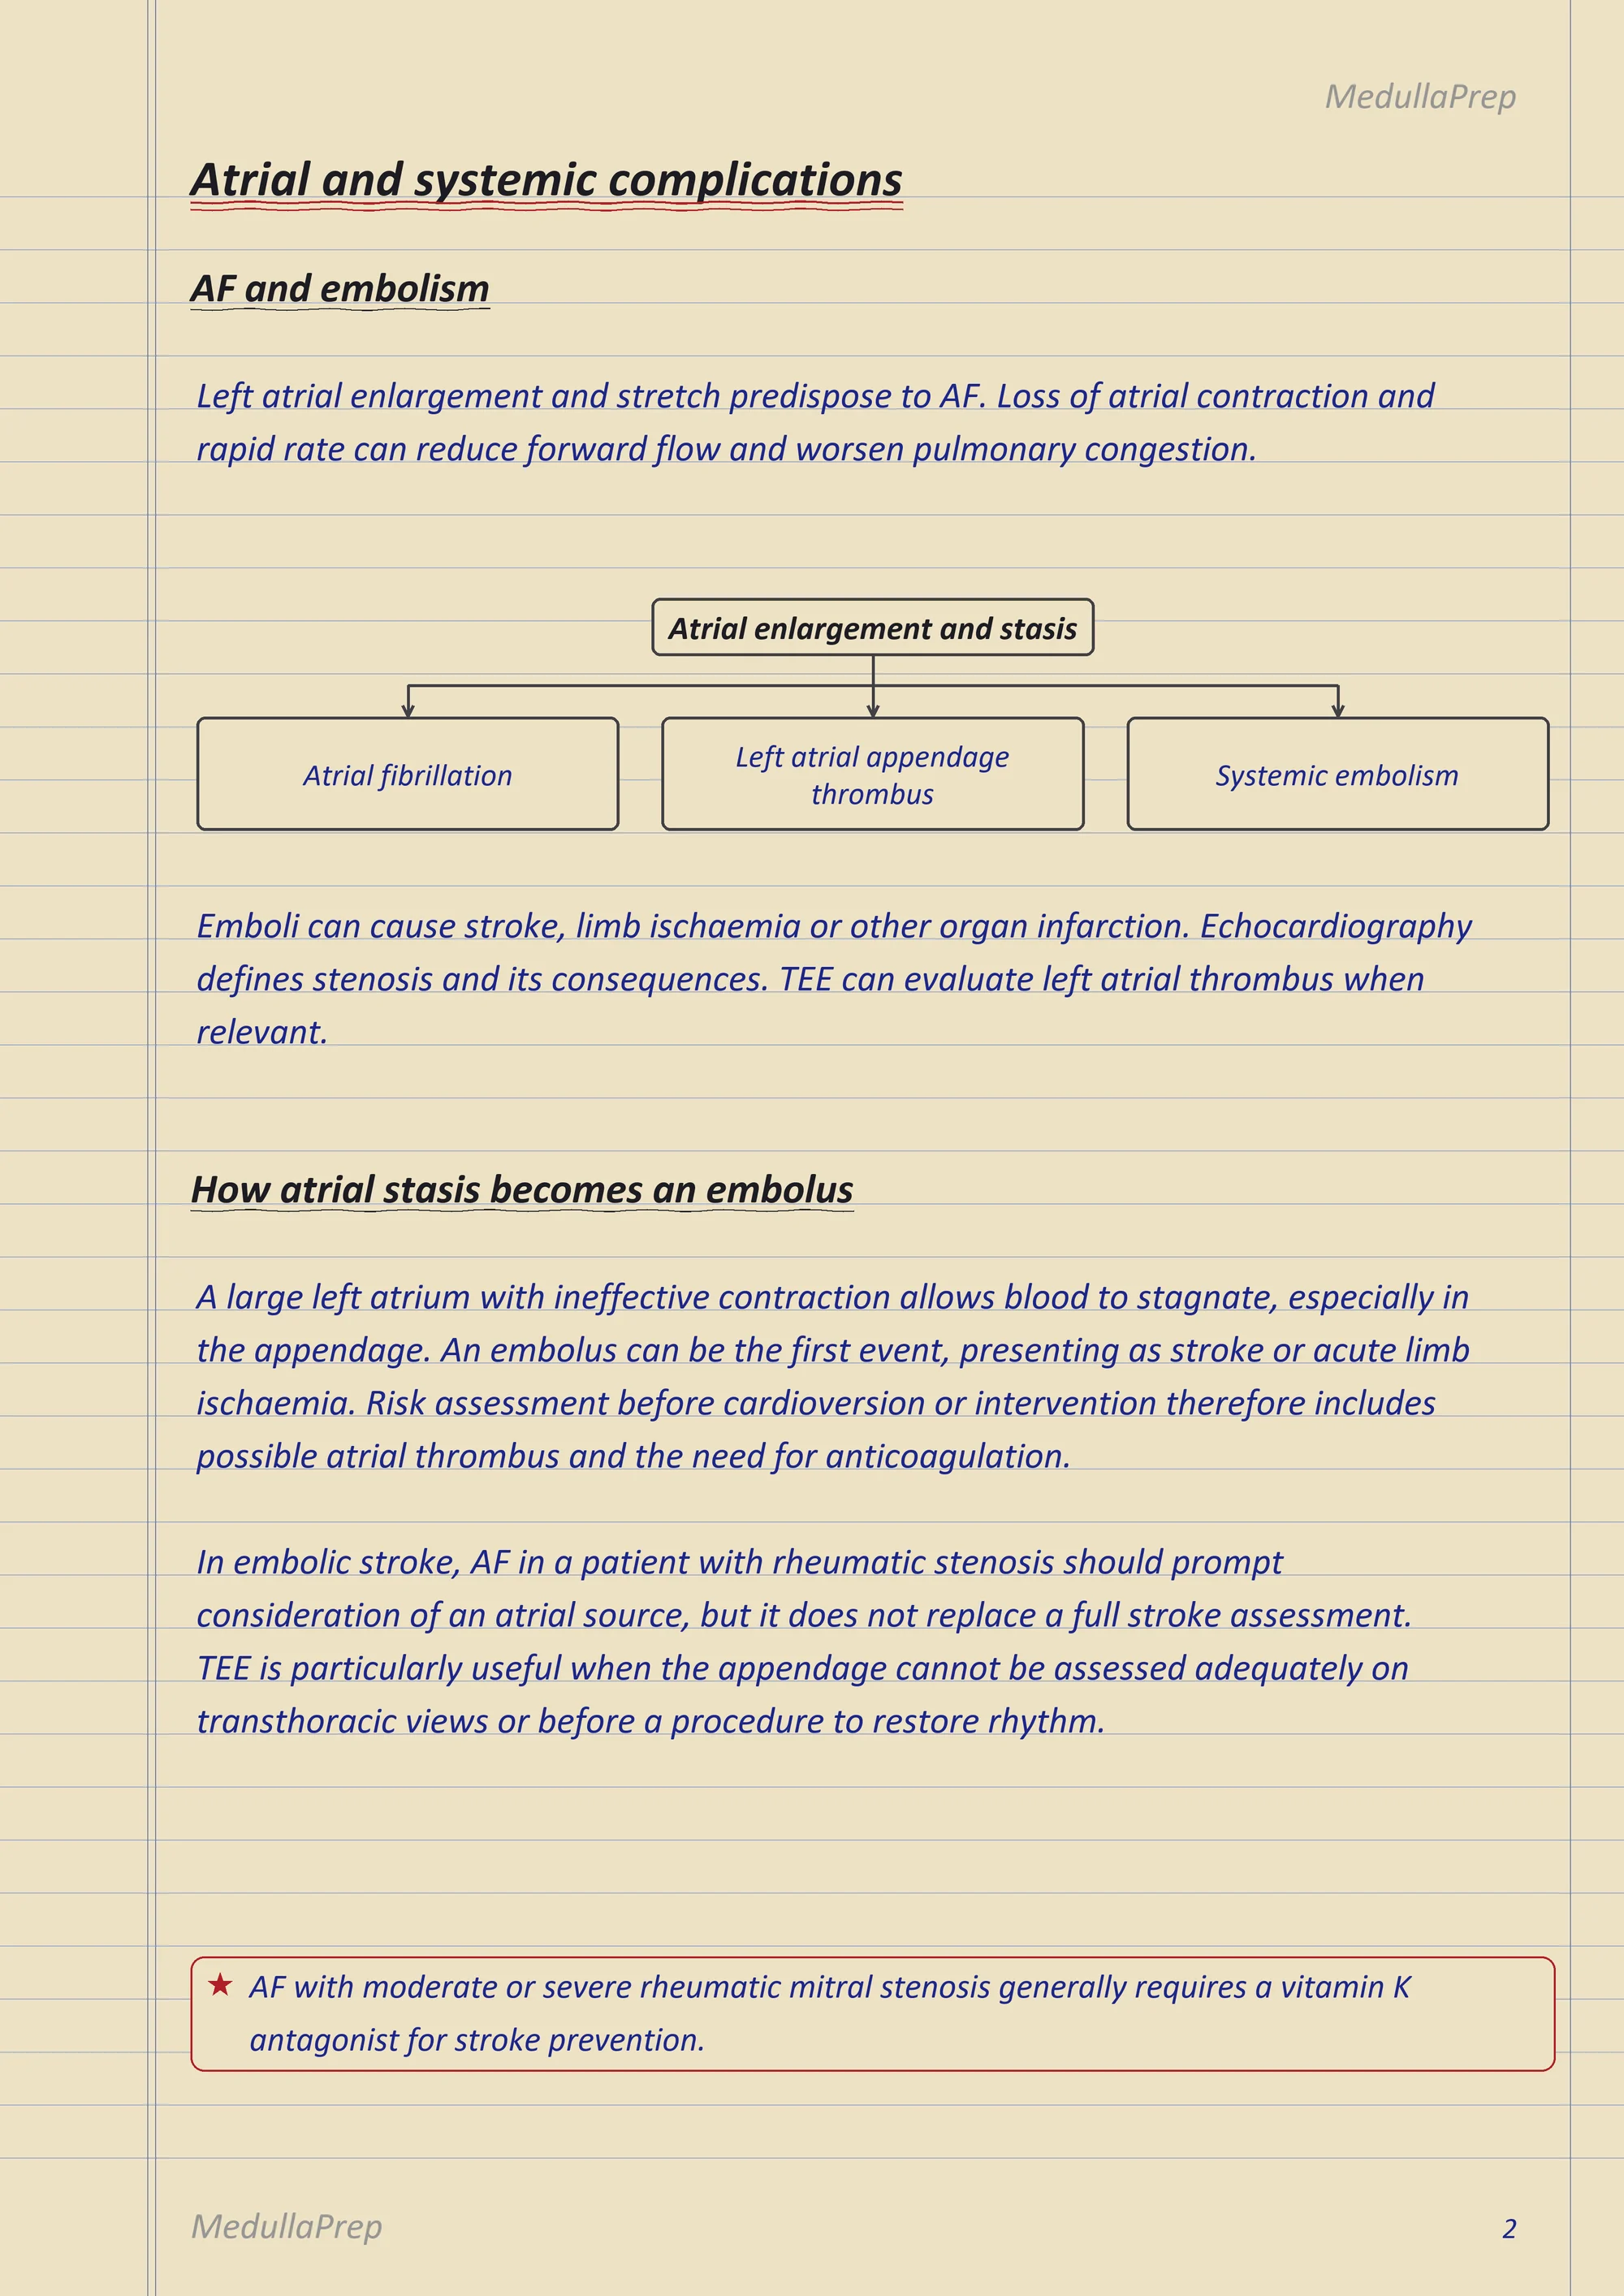 MedullaPrep
Atrial and systemic complications
AF and embolism
Left atrial enlargement and stretch predispose to AF. Loss of atrial contraction and
rapid rate can reduce forward flow and worsen pulmonary congestion.
Atrial enlargement and stasis
Atrial fibrillation
Left atrial appendage
thrombus
Systemic embolism
Emboli can cause stroke, limb ischaemia or other organ infarction. Echocardiography
defines stenosis and its consequences. TEE can evaluate left atrial thrombus when
relevant.
How atrial stasis becomes an embolus
A large left atrium with ineffective contraction allows blood to stagnate, especially in
the appendage. An embolus can be the first event, presenting as stroke or acute limb
ischaemia. Risk assessment before cardioversion or intervention therefore includes
possible atrial thrombus and the need for anticoagulation.
In embolic stroke, AF in a patient with rheumatic stenosis should prompt
consideration of an atrial source, but it does not replace a full stroke assessment.
TEE is particularly useful when the appendage cannot be assessed adequately on
transthoracic views or before a procedure to restore rhythm.
★ AF with moderate or severe rheumatic mitral stenosis generally requires a vitamin K
antagonist for stroke prevention.
MedullaPrep
2